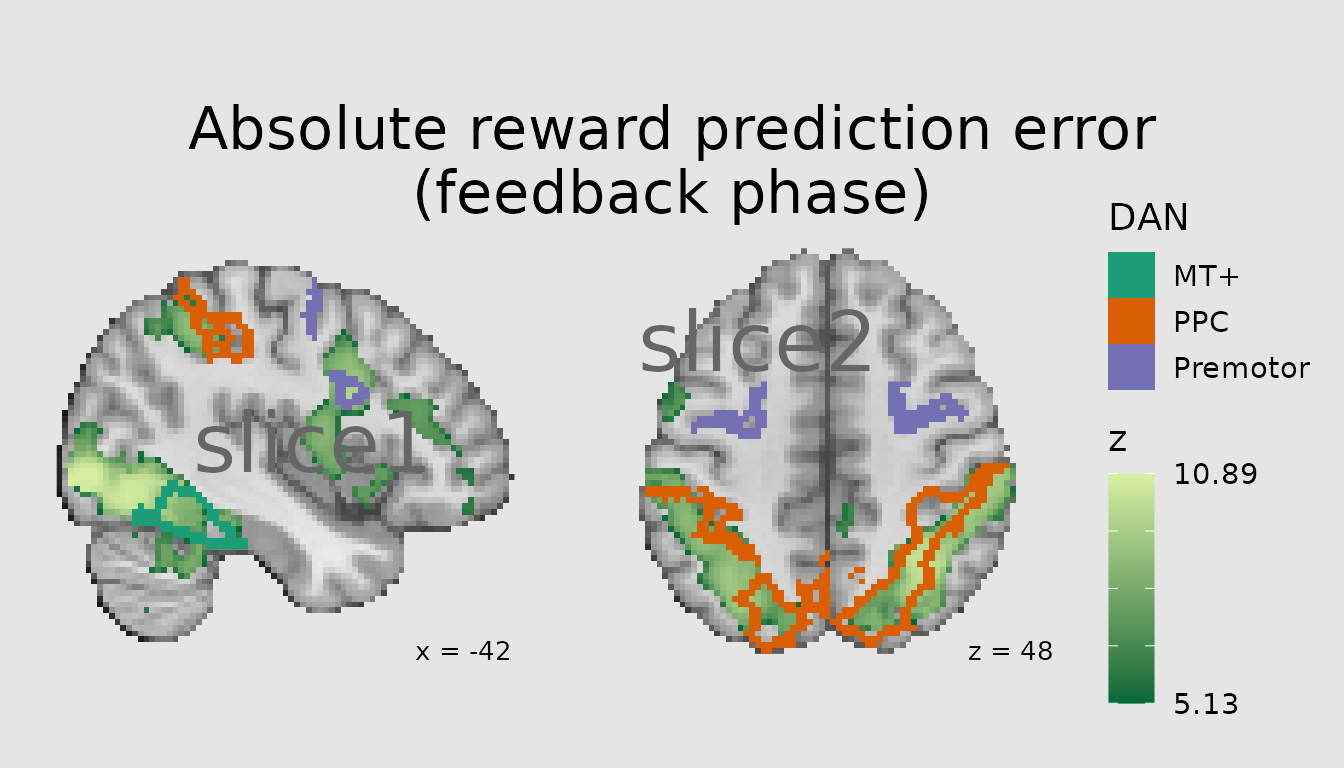 Absolute reward prediction error
(feedback phase)
slice1
x = -42
slice2
z = 48
DAN
MT+
PPC
Premotor
z
10.89
5.13